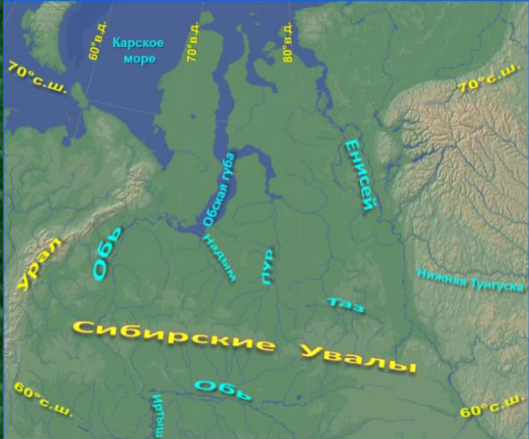 60°в.д.
70°в.д.
80°в.д.
Карское
море
70°с.ш.
70°с.ш.
Енисей
Обская губа
Обь
Урал
Надым
Пур
Нижняя Тунгуска
Таз
Сибирские Увалы
Обь
Иртыш
60°с.ш.
60°с.ш.